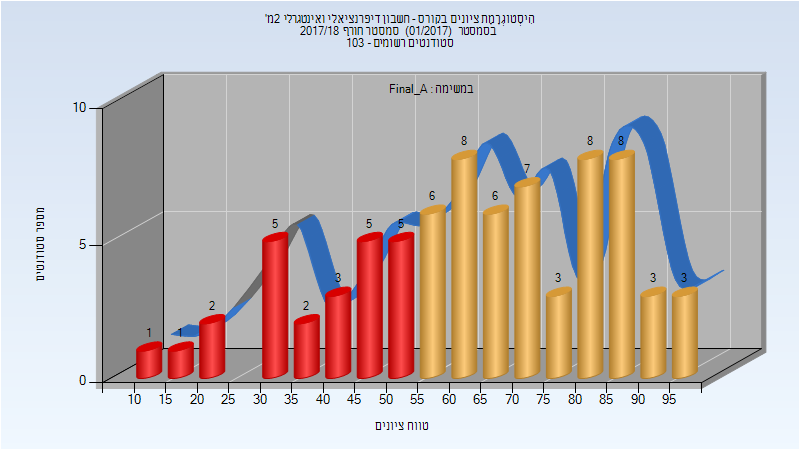 היסטוגרמת ציונים בקורס - חשבון דיפרנציאלי ואינטגרלי 2מ'
בסמסטר (01/2017) סמסטר חורף 2017/18
סטודנטים רשומים - 103
במשימה : Final_A
מספר סטודנטים
10
5
0
1 1 2 5 2 3 5 5 6 8 6 7 3 8 8 3 3
10 15 20 25 30 35 40 45 50 55 60 65 70 75 80 85 90 95
טווח ציונים